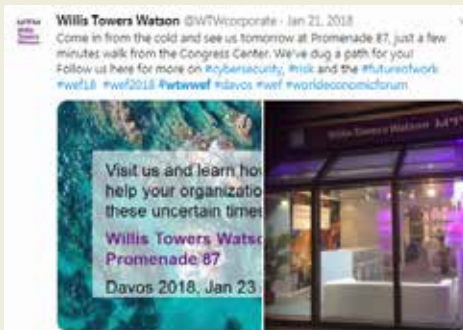 Willis Towers Watson @WTWcorporate · Jan 21, 2018
Come in from the cold and see us tomorrow at Promenade 87, just a few
minutes walk from the Congress Center. We've dug a path for you!
Follow us here for more on #cybersecurity, #risk and the #futureofwork
#wef18 #wef2018 #wtwwef #davos #wef #worldeconomicforum
Visit us and learn how
help your organizatio
these uncertain times
Willis Towers Watso
Promenade 87
Davos 2018, Jan 23
Willis Towers Watson